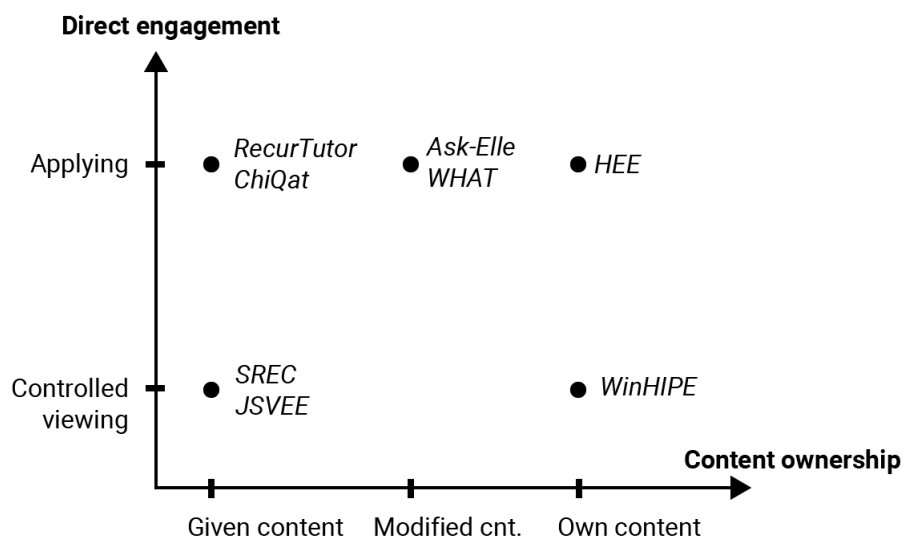 Direct engagement
Applying
RecurTutor
ChiQat
Ask-Elle
WHAT
HEE
Controlled
viewing
SREC
JSVEE
WinHIPE
Content ownership
Given content
Modified cnt.
Own content